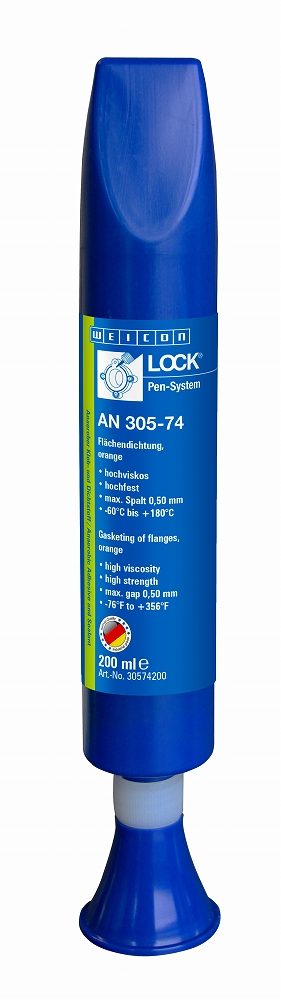 WEICON
LOCK®
Pen-System
AN 305-74
Flächendichtung,
orange
• hochviskos
• hochfest
• max. Spalt 0,50 mm
• -60°C bis +180°C
Gasketing of flanges,
orange
• high viscosity
• high strength
• max. gap 0,50 mm
• -76°F to +356°F
200 ml ℮
Art.-No. 30574200
Anaerober Kleb- und Dichtstoff / Anaerobic Adhesive and Sealant